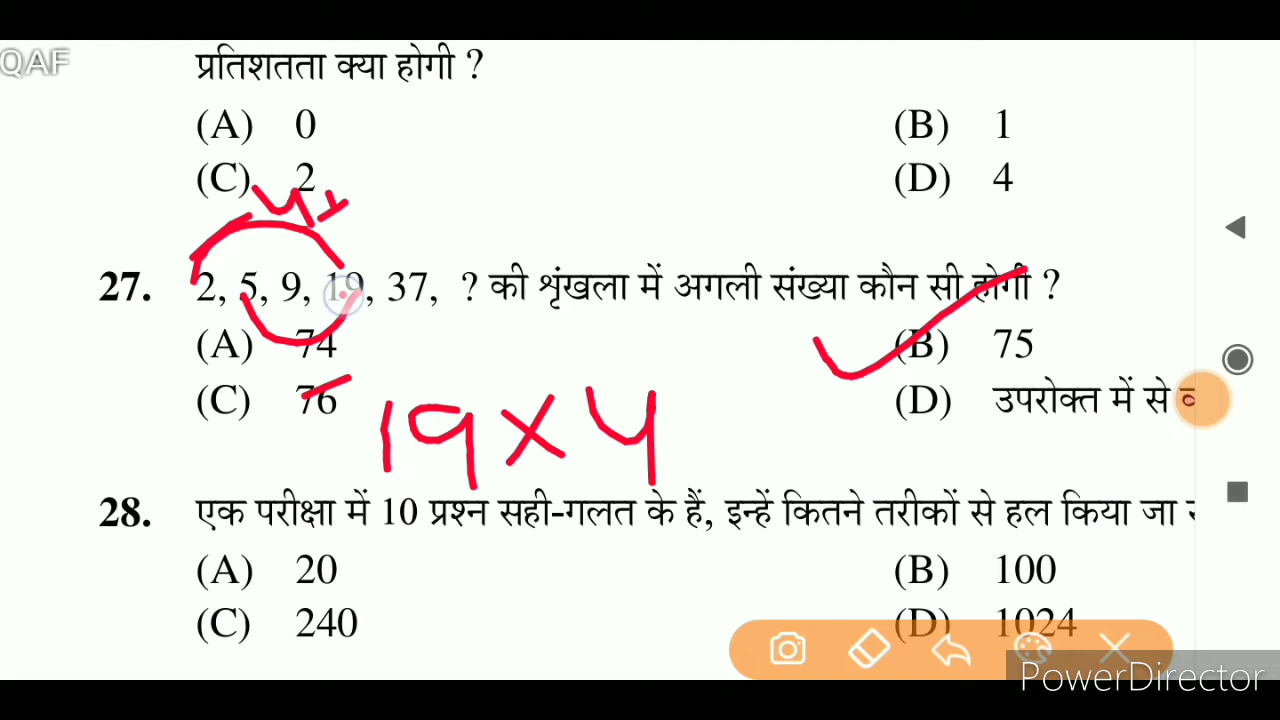 QAF
प्रतिशतता क्या होगी ?
(A) 0 (B) 1
(C) 2 (D) 4
27. 2, 5, 9, 19, 37, ? की शृंखला में अगली संख्या कौन सी होगी ?
(A) 74 (B) 75
(C) 76 (D) उपरोक्त में से
19 × 4
28. एक परीक्षा में 10 प्रश्न सही-गलत के हैं, इन्हें कितने तरीकों से हल किया जा
(A) 20 (B) 100
(C) 240 (D) 1024
PowerDirector